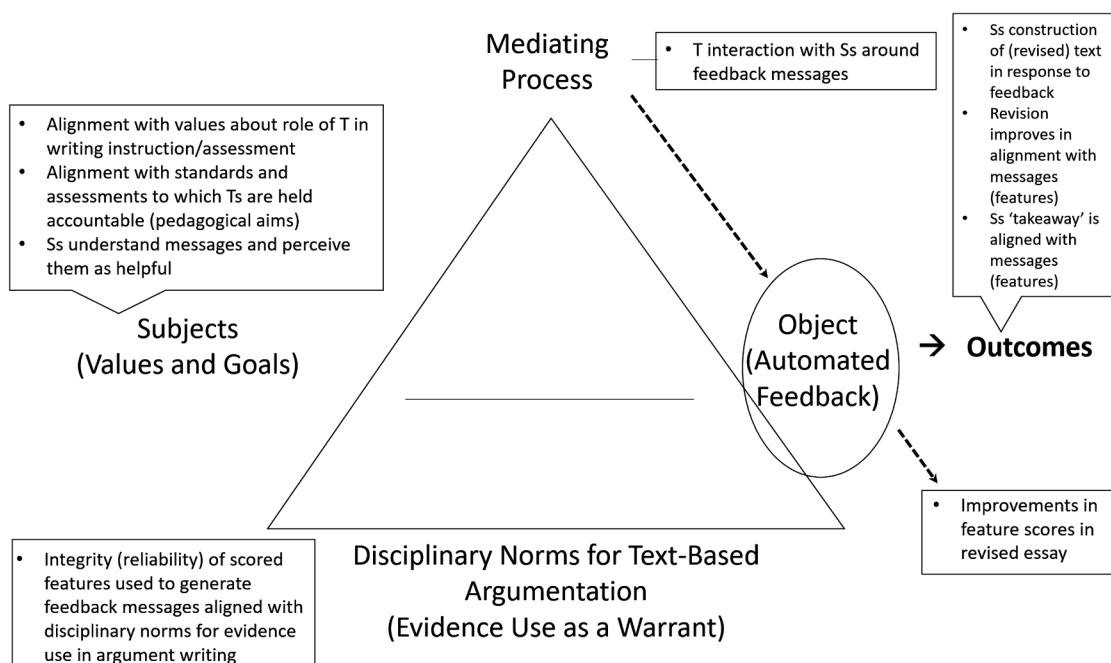 Mediating
Process
• T interaction with Ss around
feedback messages
• Ss construction
of (revised) text
in response to
feedback
• Revision
improves in
alignment with
messages
(features)
• Ss ‘takeaway’ is
aligned with
messages
(features)
• Alignment with values about role of T in
writing instruction/assessment
• Alignment with standards and
assessments to which Ts are held
accountable (pedagogical aims)
• Ss understand messages and perceive
them as helpful
Subjects
(Values and Goals)
Object
(Automated
Feedback)
→ Outcomes
• Improvements in
feature scores in
revised essay
• Integrity (reliability) of scored
features used to generate
feedback messages aligned with
disciplinary norms for evidence
use in argument writing
Disciplinary Norms for Text-Based
Argumentation
(Evidence Use as a Warrant)